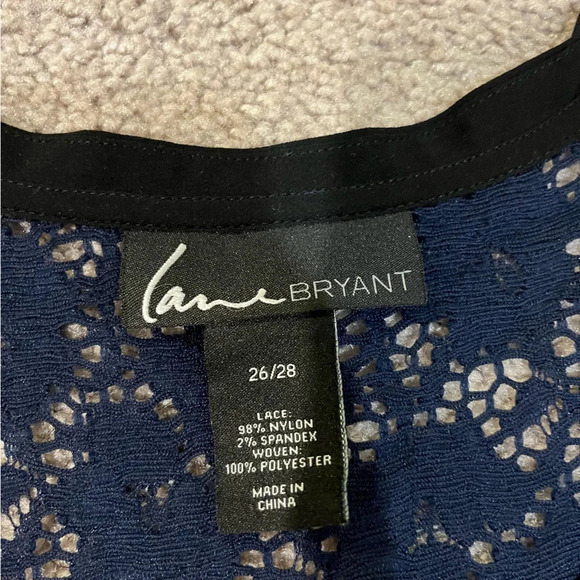 lane BRYANT
26/28
LACE:
98% NYLON
2% SPANDEX
WOVEN:
100% POLYESTER
MADE IN
CHINA